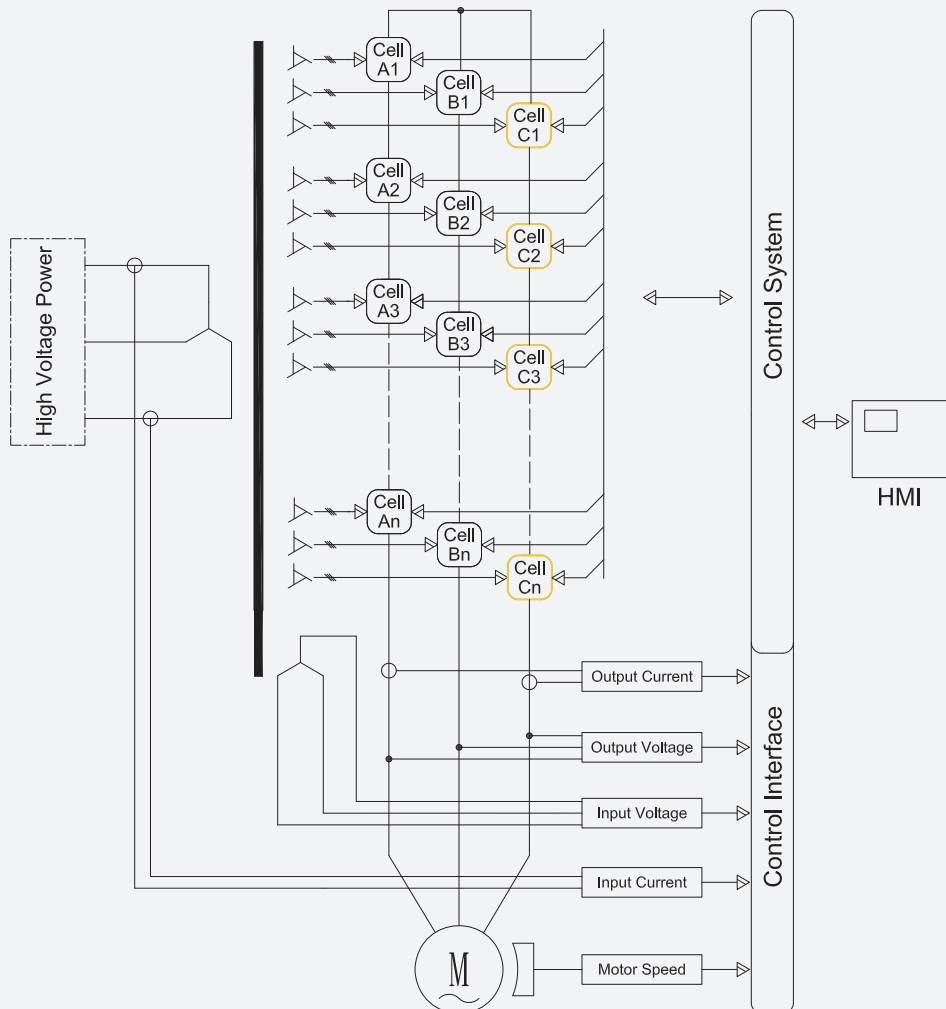 Cell
A1
Cell
B1
Cell
C1
Cell
A2
Cell
B2
Cell
C2
Cell
A3
Cell
B3
Cell
C3
Cell
An
Cell
Bn
Cell
Cn
High Voltage Power
Control System
HMI
Output Current
Output Voltage
Input Voltage
Input Current
Motor Speed
Control Interface
M